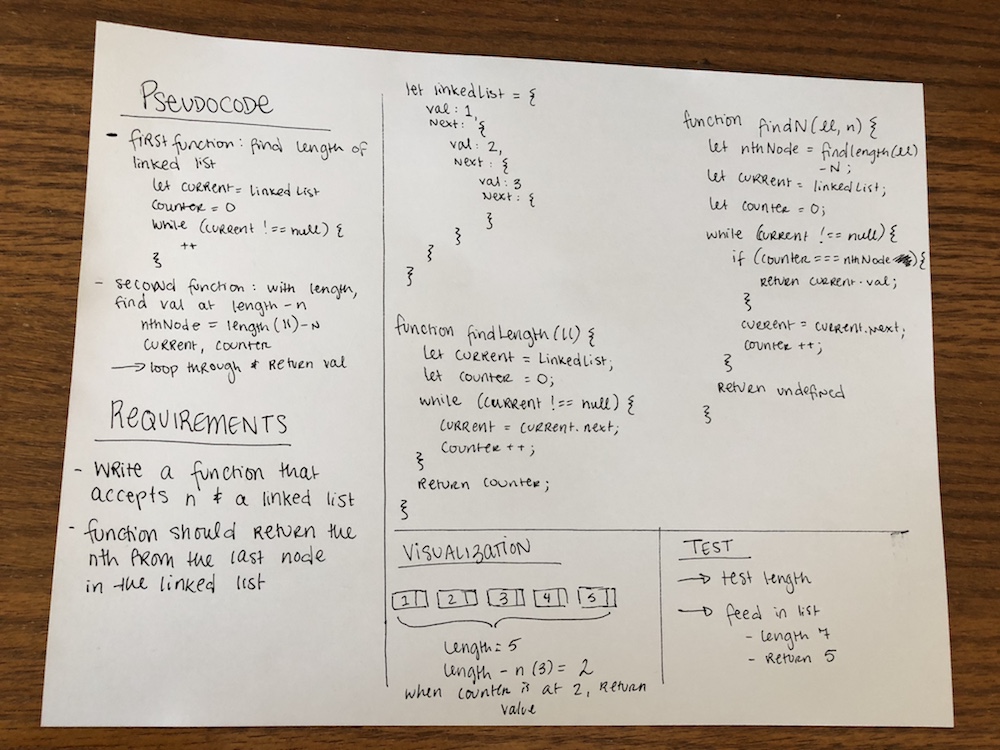 PSEUDOCODE
- first function: find length of
linked list
let current = linked list
counter = 0
while (current !== null) {
++
}
- second function: with length,
find val at length - n
nthNode = length (ll) - N
current, counter
→ loop through & return val
REQUIREMENTS
- Write a function that
accepts n & a linked list
- function should return the
nth from the last node
in the linked list
let linkedList = {
val: 1,
Next: {
val: 2,
Next: {
val: 3
Next: {
}
}
}
}
function findLength (ll) {
let current = LinkedList;
let counter = 0;
while (current !== null) {
current = current.next;
Counter ++;
}
return counter;
}
function findN (ll, n) {
let nthNode = findlength(ll)
- N;
let current = linkedList;
let counter = 0;
while (current !== null) {
if (counter === nthNode) {
return current.val;
}
current = current.next;
counter ++;
}
return undefined
}
VISUALIZATION
1 2 3 4 5
Length = 5
length - n (3) = 2
when counter is at 2, return
value
TEST
→ test length
→ feed in list
- length 7
- return 5